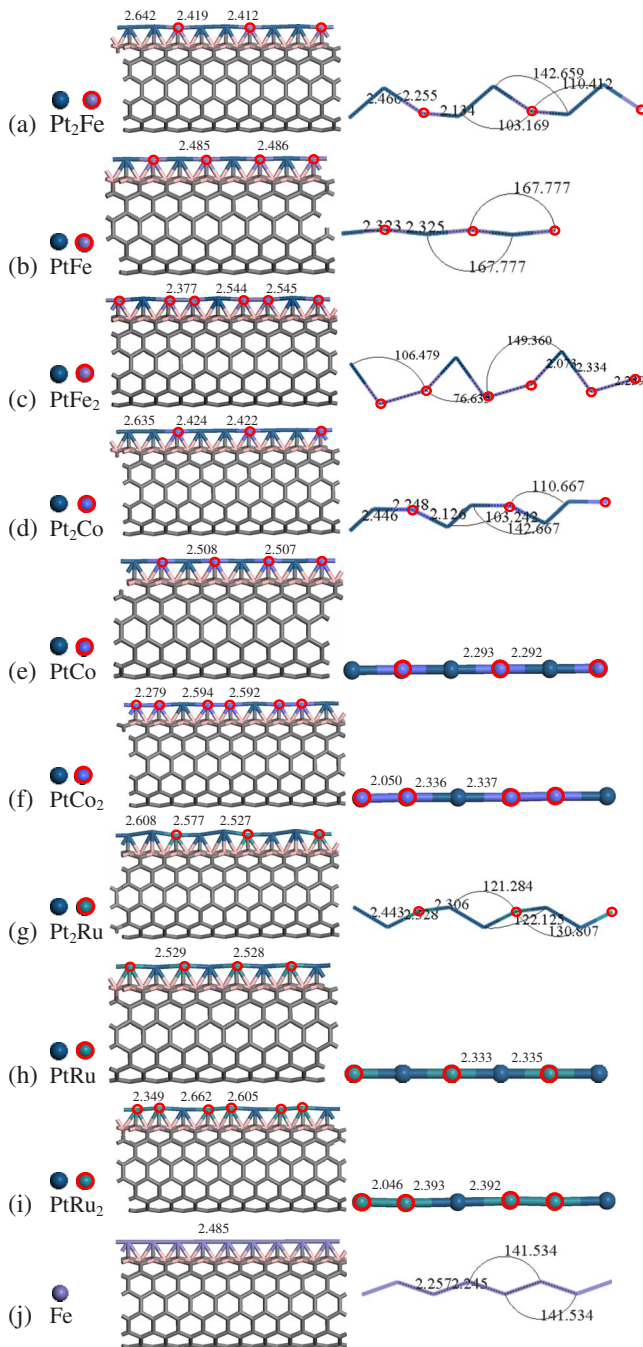 2.642 2.419 2.412
142.659
110.412
2.466 2.255 2.134
103.169
(a) Pt₂Fe
2.485 2.486
167.777
2.323 2.325
167.777
(b) PtFe
2.377 2.544 2.545
149.360
106.479 2.073 2.334
76.633
(c) PtFe₂
2.635 2.424 2.422
110.667
2.248
2.446 2.126 103.242
142.667
(d) Pt₂Co
2.508 2.507
2.293 2.292
(e) PtCo
2.279 2.594 2.592
2.050 2.336 2.337
(f) PtCo₂
2.608 2.577 2.527
121.284
2.443 2.306
122.125
130.807
(g) Pt₂Ru
2.529 2.528
2.333 2.335
(h) PtRu
2.349 2.662 2.605
2.046 2.393 2.392
(i) PtRu₂
2.485
141.534
2.257 2.245
141.534
(j) Fe